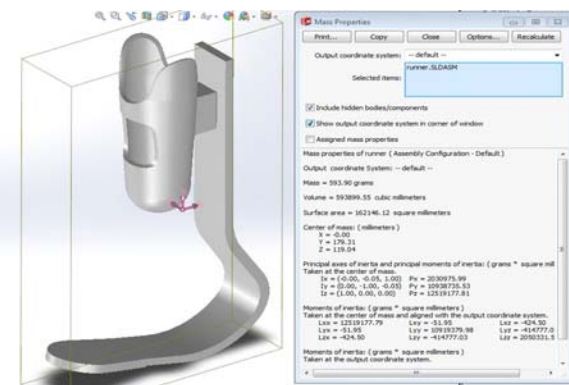 Mass Properties
Print...
Copy
Close
Options...
Recalculate
Output coordinate system:
-- default --
runner.SLDASM
Selected items:
Include hidden bodies/components
Show output coordinate system in corner of window
Assigned mass properties
Mass properties of runner ( Assembly Configuration - Default )
Output coordinate System: -- default --
Mass = 593.90 grams
Volume = 593899.55 cubic millimeters
Surface area = 162146.12 square millimeters
Center of mass: ( millimeters )
X = -0.00
Y = 179.31
Z = 119.04
Principal axes of inertia and principal moments of inertia: ( grams * square mill
Taken at the center of mass.
Ix = (-0.00, -0.05, 1.00) Px = 2030975.99
Iy = (0.00, -1.00, -0.05) Py = 10938735.53
Iz = (1.00, 0.00, 0.00) Pz = 12519177.81
Moments of inertia: ( grams * square millimeters )
Taken at the center of mass and aligned with the output coordinate system.
Lxx = 12519177.79 Lxy = -51.95 Lxz = -424.50
Lyx = -51.95 Lyy = 10919379.98 Lyz = -414777.0
Lzx = -424.50 Lzy = -414777.03 Lzz = 2050331.5
Moments of inertia: ( grams * square millimeters )
Taken at the output coordinate system.